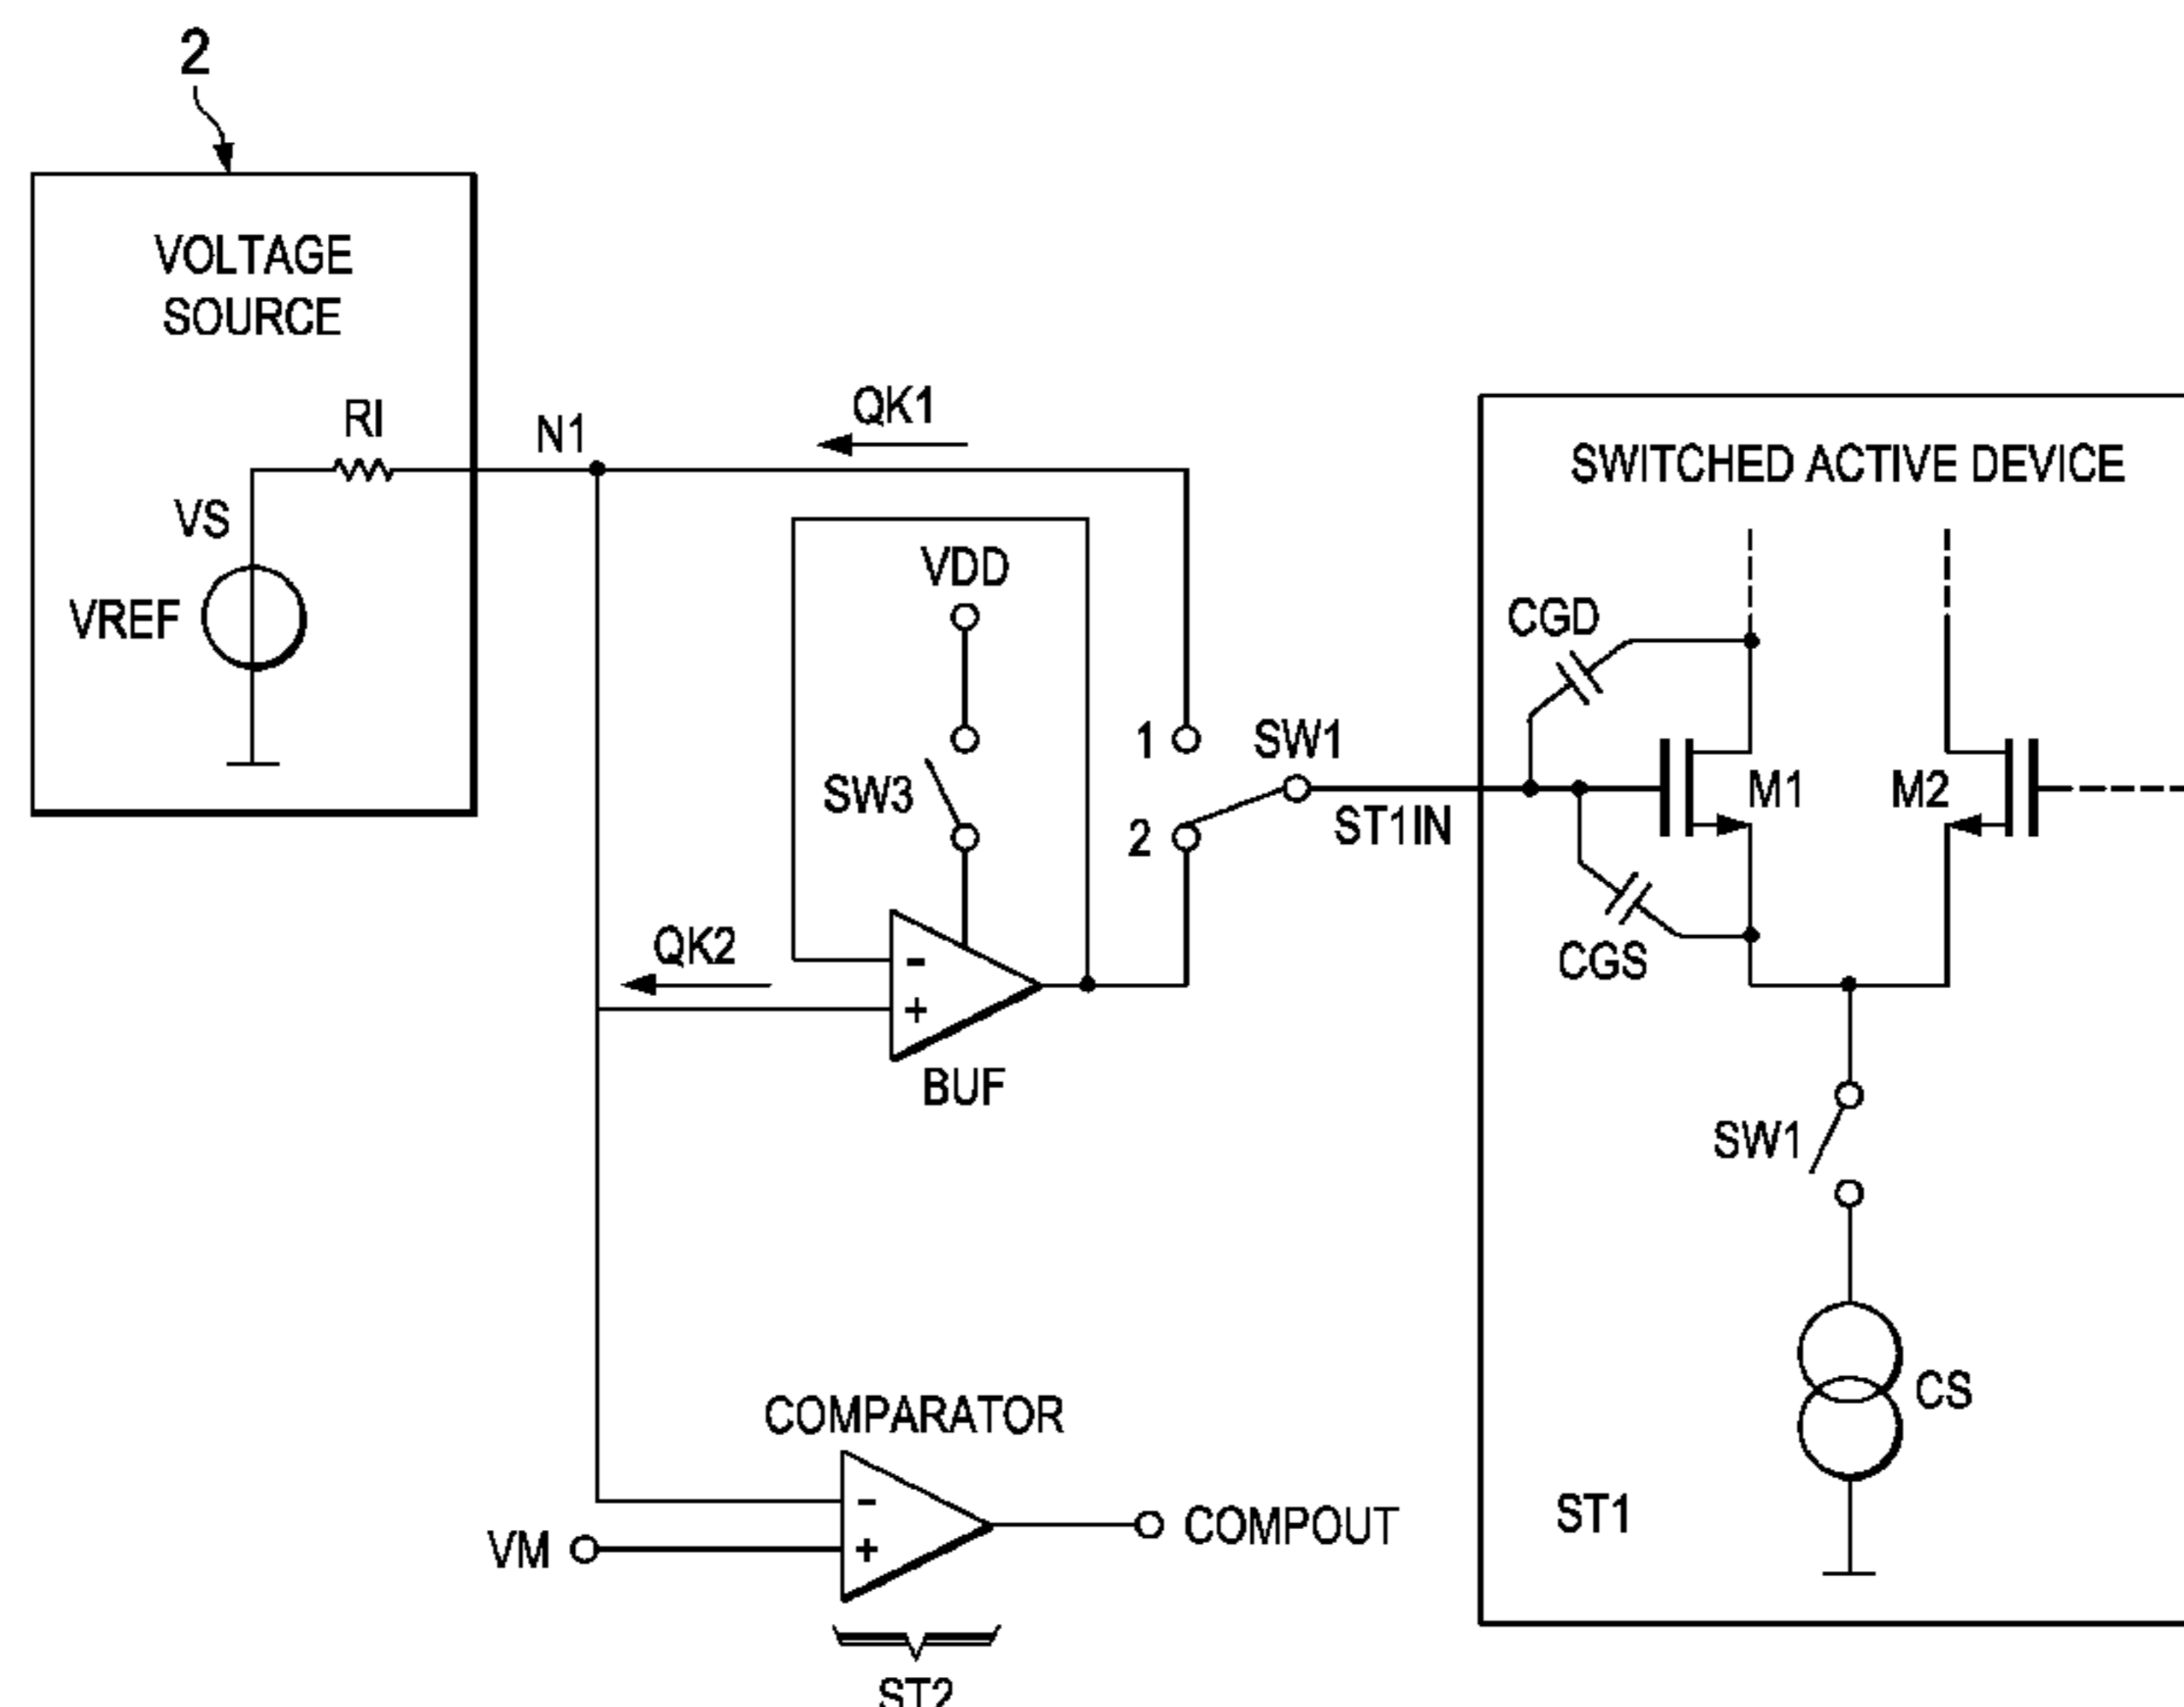 2
VOLTAGE
SOURCE
RI
VS
VREF
N1
QK1
VDD
SW3
1
2
SW1
ST1IN
QK2
-
+
BUF
SWITCHED ACTIVE DEVICE
CGD
M1
M2
CGS
SW1
CS
ST1
COMPARATOR
-
+
VM
COMPOUT
ST2